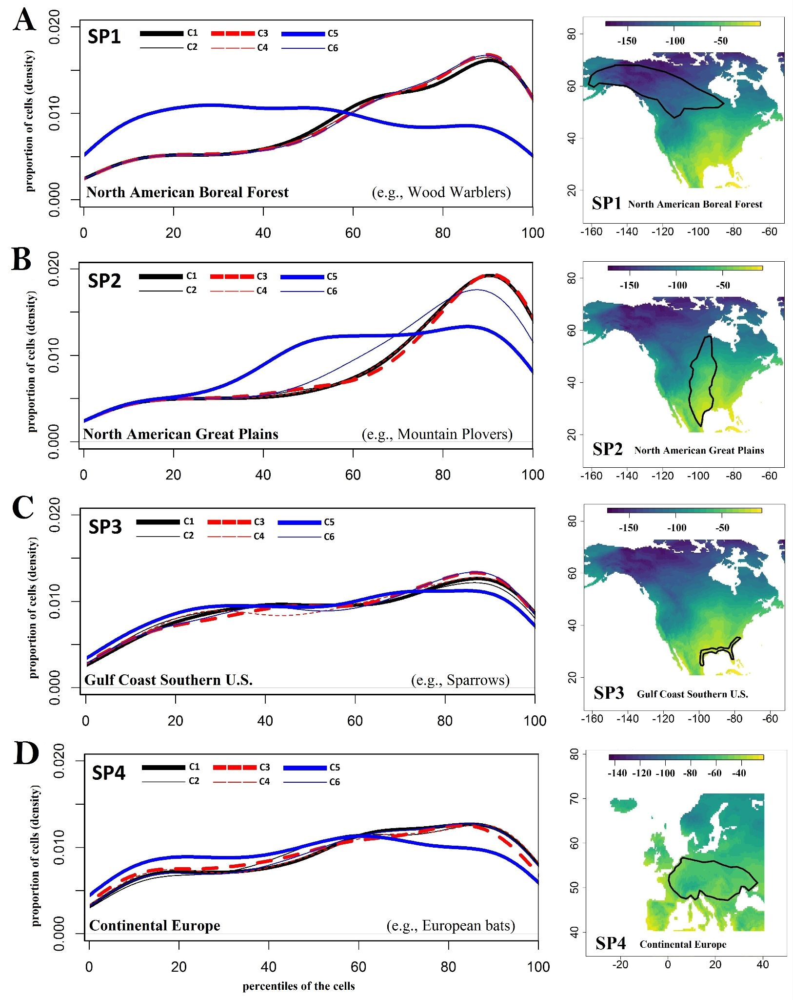 A
SP1 C1 C3 C5
C2 C4 C6
proportion of cells (density)
0.000 0.010 0.020
North American Boreal Forest (e.g., Wood Warblers)
0 20 40 60 80 100
-150 -100 -50
80
60
40
20
SP1 North American Boreal Forest
-160 -140 -120 -100 -80 -60
B
SP2 C1 C3 C5
C2 C4 C6
proportion of cells (density)
0.000 0.010 0.020
North American Great Plains (e.g., Mountain Plovers)
0 20 40 60 80 100
-150 -100 -50
80
60
40
20
SP2 North American Great Plains
-160 -140 -120 -100 -80 -60
C
SP3 C1 C3 C5
C2 C4 C6
proportion of cells (density)
0.000 0.010 0.020
Gulf Coast Southern U.S. (e.g., Sparrows)
0 20 40 60 80 100
-150 -100 -50
80
60
40
20
SP3 Gulf Coast Southern U.S.
-160 -140 -120 -100 -80 -60
D
SP4 C1 C3 C5
C2 C4 C6
proportion of cells (density)
0.000 0.010 0.020
Continental Europe (e.g., European bats)
0 20 40 60 80 100
percentiles of the cells
-140 -120 -100 -80 -60 -40
80
70
60
50
40
SP4 Continental Europe
-20 0 20 40